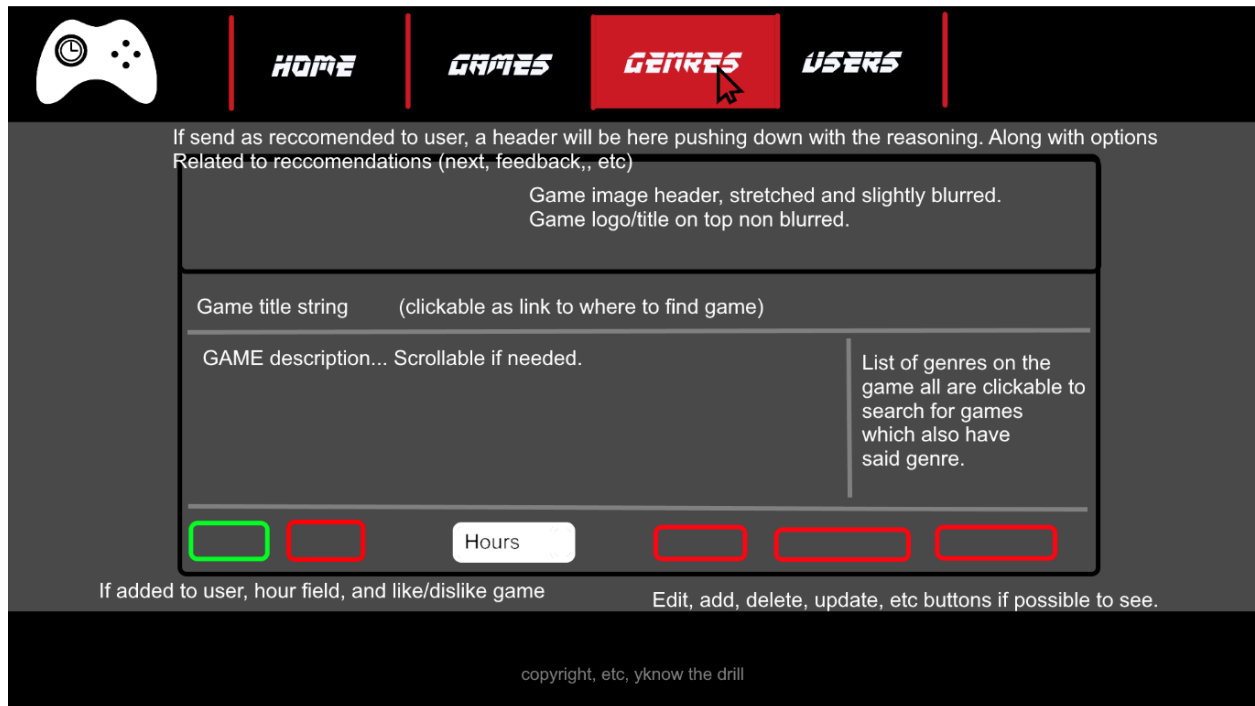 HOME
GAMES
GENRES
USERS
If send as reccomended to user, a header will be here pushing down with the reasoning. Along with options
Related to reccomendations (next, feedback,, etc)
Game image header, stretched and slightly blurred.
Game logo/title on top non blurred.
Game title string
(clickable as link to where to find game)
GAME description... Scrollable if needed.
List of genres on the
game all are clickable to
search for games
which also have
said genre.
Hours
If added to user, hour field, and like/dislike game
Edit, add, delete, update, etc buttons if possible to see.
copyright, etc, yknow the drill